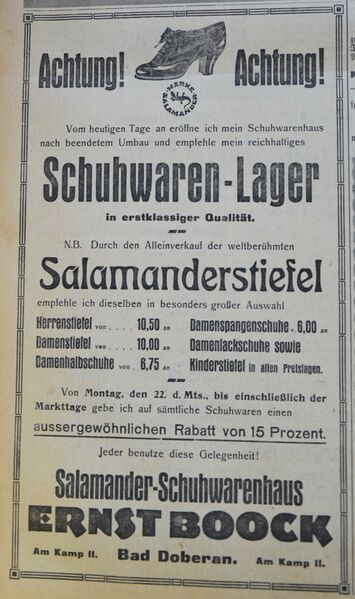 Achtung! Achtung!
MARKE SALAMANDER
Vom heutigen Tage an eröffne ich mein Schuhwarenhaus
nach beendetem Umbau und empfehle mein reichhaltiges
Schuhwaren-Lager
in erstklassiger Qualität.
N.B. Durch den Alleinverkauf der weltberühmten
Salamanderstiefel
empfehle ich dieselben in besonders großer Auswahl
Herrenstiefel von .... 10,50 an Damenspangenschuhe v. 6,00 an
Damenstiefel von .... 10,00 an Damenlackschuhe sowie
Damenhalbschuhe von . 6,75 an Kinderstiefel in allen Preislagen.
Von Montag, den 22. d. Mts., bis einschließlich der
Markttage gebe ich auf sämtliche Schuhwaren einen
aussergewöhnlichen Rabatt von 15 Prozent.
Jeder benutze diese Gelegenheit!
Salamander-Schuhwarenhaus
ERNST BOOCK
Am Kamp II. Bad Doberan. Am Kamp II.